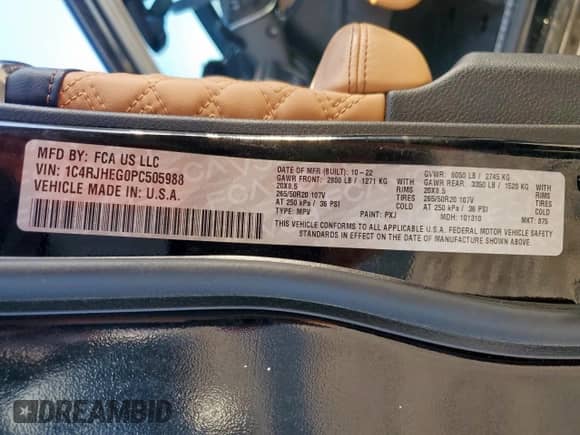 MFD BY: FCA US LLC
VIN: 1C4RJHEG0PC505988
VEHICLE MADE IN U.S.A.
DATE OF MFR (BUILT): 10-22
GAWR FRONT: 2800 LB / 1271 KG WITH
20X8.5 RIMS
265/50R20 107V TIRES
AT 250 kPa / 36 PSI COLD
TYPE: MPV PAINT: PXJ
GVWR: 6050 LB / 2745 KG
GAWR REAR: 3350 LB / 1520 KG WITH
20X8.5 RIMS
265/50R20 107V TIRES
AT 250 kPa / 36 PSI COLD
MDH: 101310 MKT: 875
THIS VEHICLE CONFORMS TO ALL APPLICABLE U.S.A. FEDERAL MOTOR VEHICLE SAFETY
STANDARDS IN EFFECT ON THE DATE OF MANUFACTURE SHOWN ABOVE.
DREAMBID